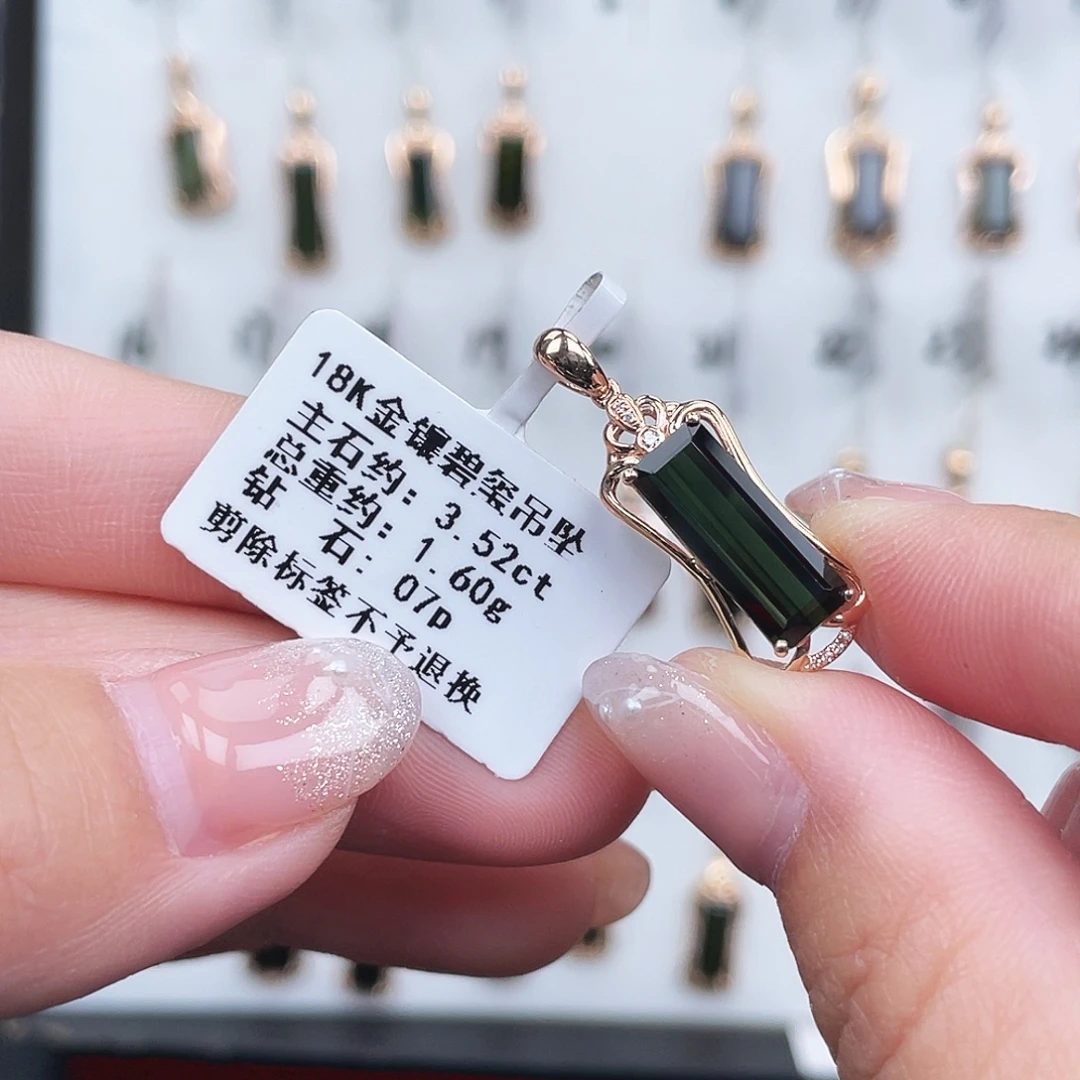 18K金镶碧玺吊坠
主石约: 3.52ct
总重约: 1.60g
钻 石: 07p
剪除标签不予退换